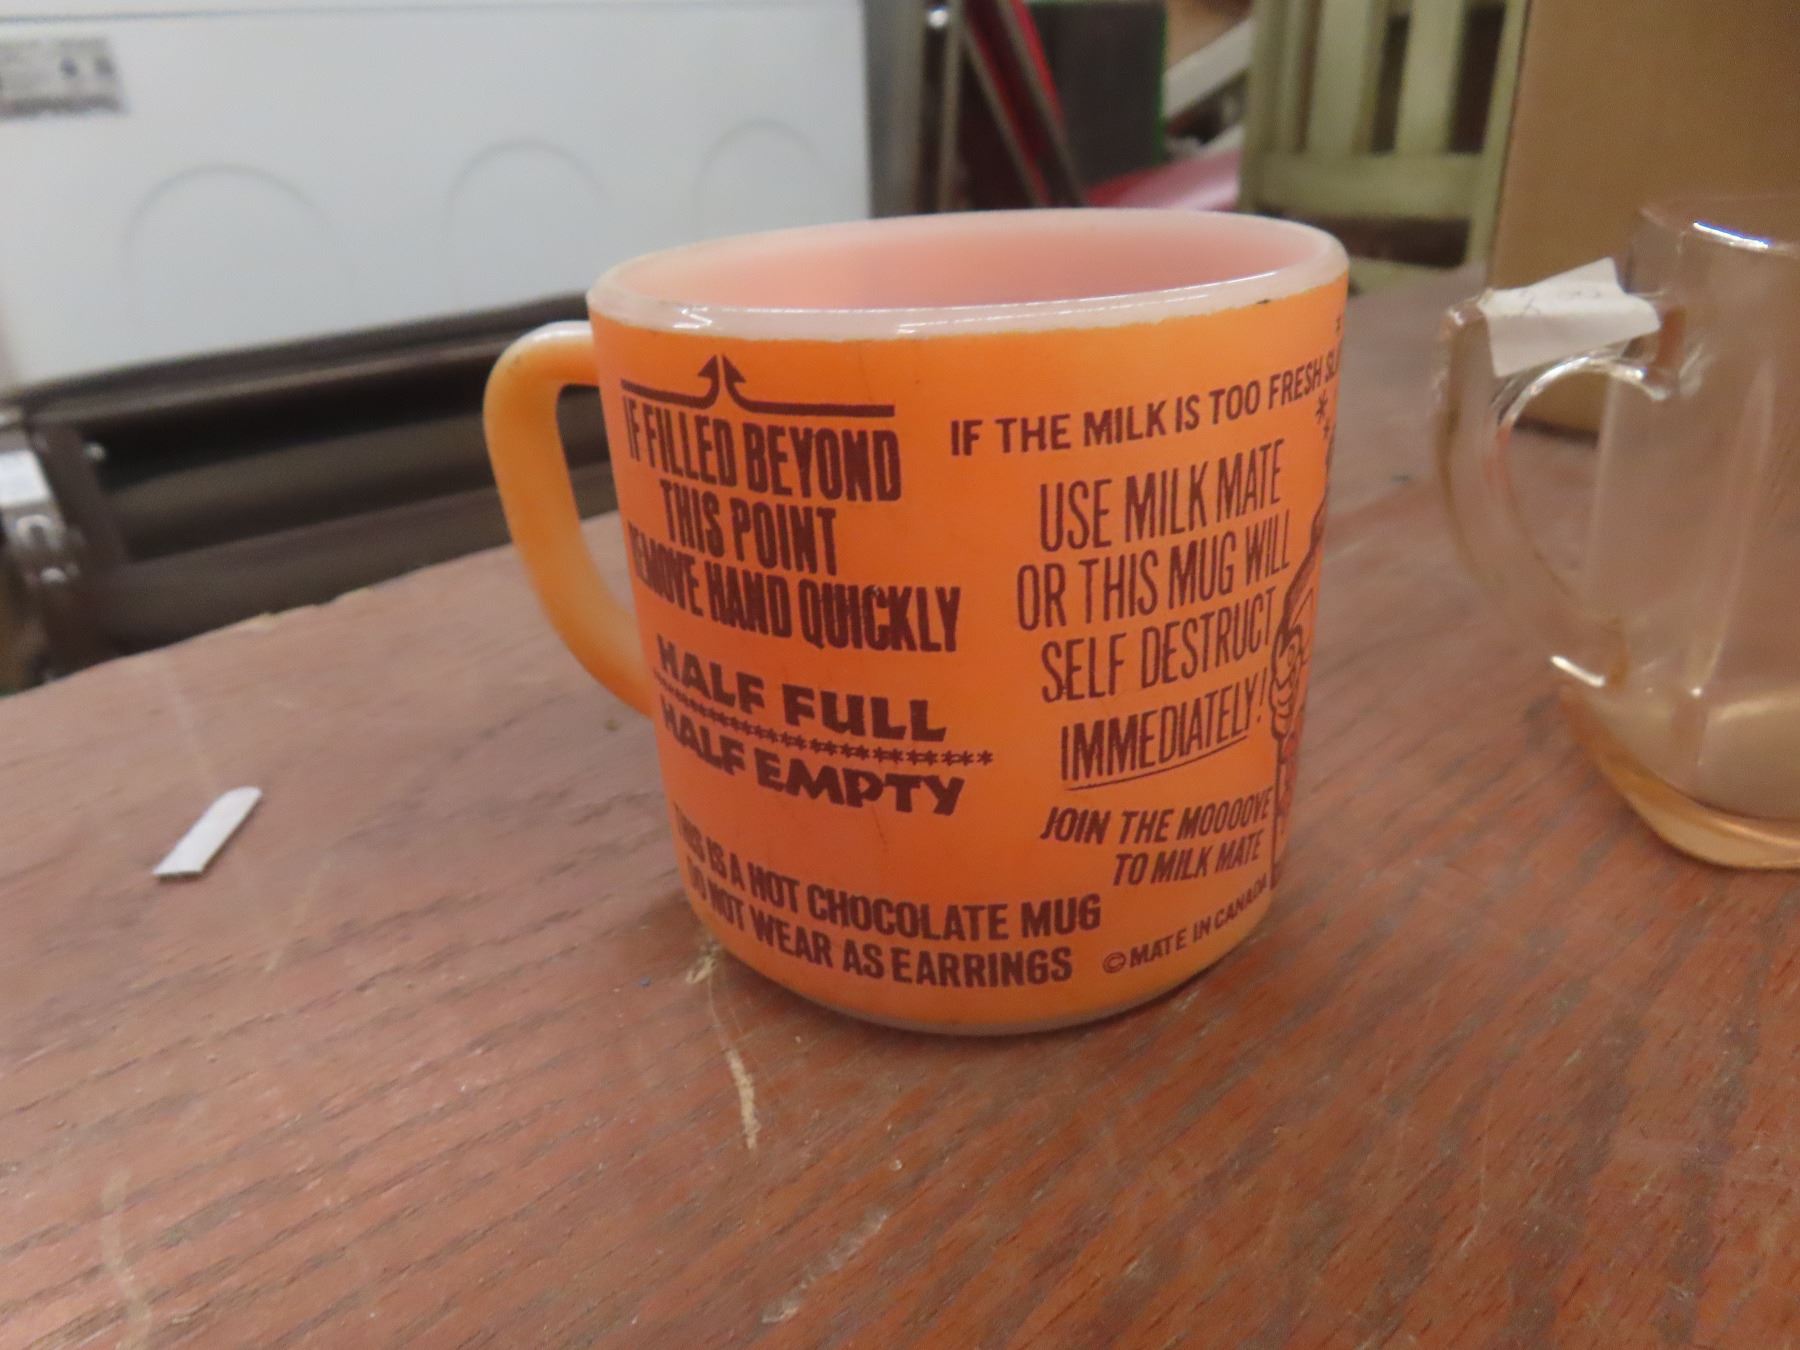 IF FILLED BEYOND
THIS POINT
REMOVE HAND QUICKLY
HALF FULL
******************
HALF EMPTY
THIS IS A HOT CHOCOLATE MUG
DO NOT WEAR AS EARRINGS
IF THE MILK IS TOO FRESH
USE MILK MATE
OR THIS MUG WILL
SELF DESTRUCT
IMMEDIATELY!
JOIN THE MOOOOVE
TO MILK MATE
© MATE IN CANADA